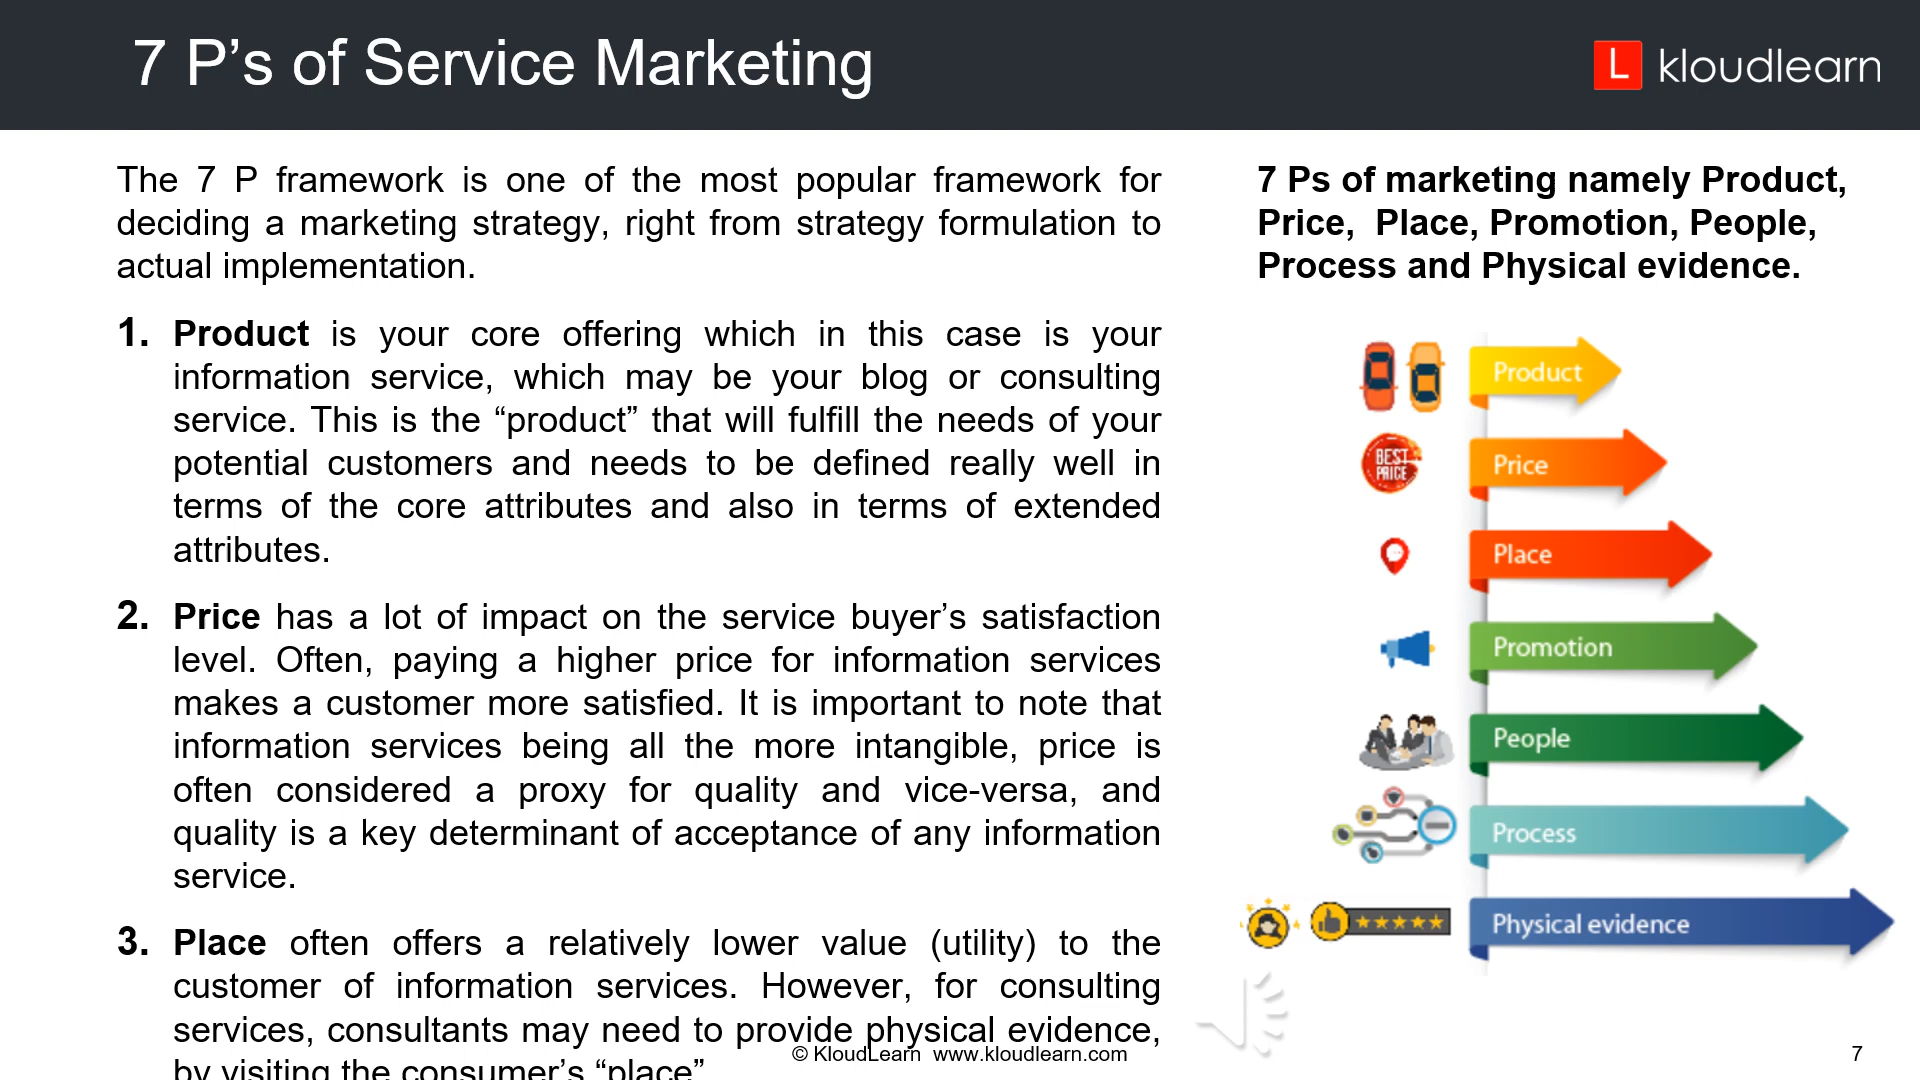 7 P’s of Service Marketing
L kloudlearn
The 7 P framework is one of the most popular framework for
deciding a marketing strategy, right from strategy formulation to
actual implementation.
1. Product is your core offering which in this case is your
information service, which may be your blog or consulting
service. This is the “product” that will fulfill the needs of your
potential customers and needs to be defined really well in
terms of the core attributes and also in terms of extended
attributes.
2. Price has a lot of impact on the service buyer’s satisfaction
level. Often, paying a higher price for information services
makes a customer more satisfied. It is important to note that
information services being all the more intangible, price is
often considered a proxy for quality and vice-versa, and
quality is a key determinant of acceptance of any information
service.
3. Place often offers a relatively lower value (utility) to the
customer of information services. However, for consulting
services, consultants may need to provide physical evidence,
by visiting the consumer’s “place”
7 Ps of marketing namely Product,
Price, Place, Promotion, People,
Process and Physical evidence.
Product
BEST
PRICE
Price
Place
Promotion
People
Process
Physical evidence
© KloudLearn www.kloudlearn.com
7